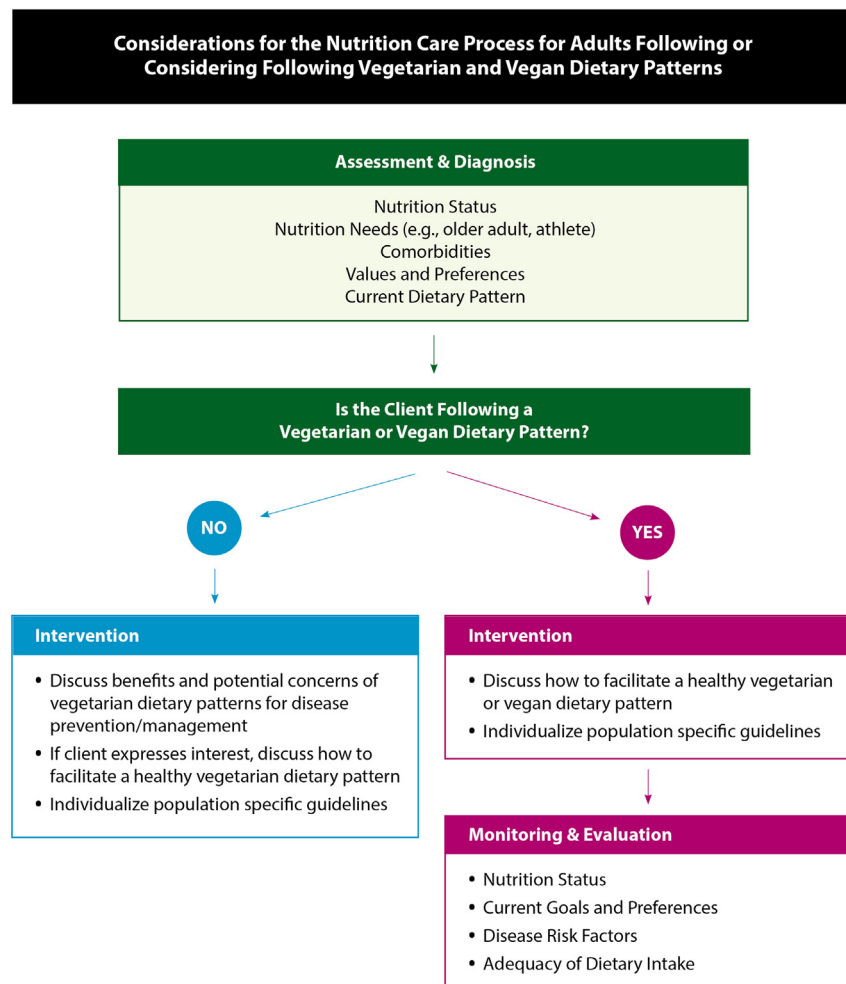 Considerations for the Nutrition Care Process for Adults Following or
Considering Following Vegetarian and Vegan Dietary Patterns
Assessment & Diagnosis
Nutrition Status
Nutrition Needs (e.g., older adult, athlete)
Comorbidities
Values and Preferences
Current Dietary Pattern
Is the Client Following a
Vegetarian or Vegan Dietary Pattern?
NO
YES
Intervention
• Discuss benefits and potential concerns of
vegetarian dietary patterns for disease
prevention/management
• If client expresses interest, discuss how to
facilitate a healthy vegetarian dietary pattern
• Individualize population specific guidelines
Intervention
• Discuss how to facilitate a healthy vegetarian
or vegan dietary pattern
• Individualize population specific guidelines
Monitoring & Evaluation
• Nutrition Status
• Current Goals and Preferences
• Disease Risk Factors
• Adequacy of Dietary Intake